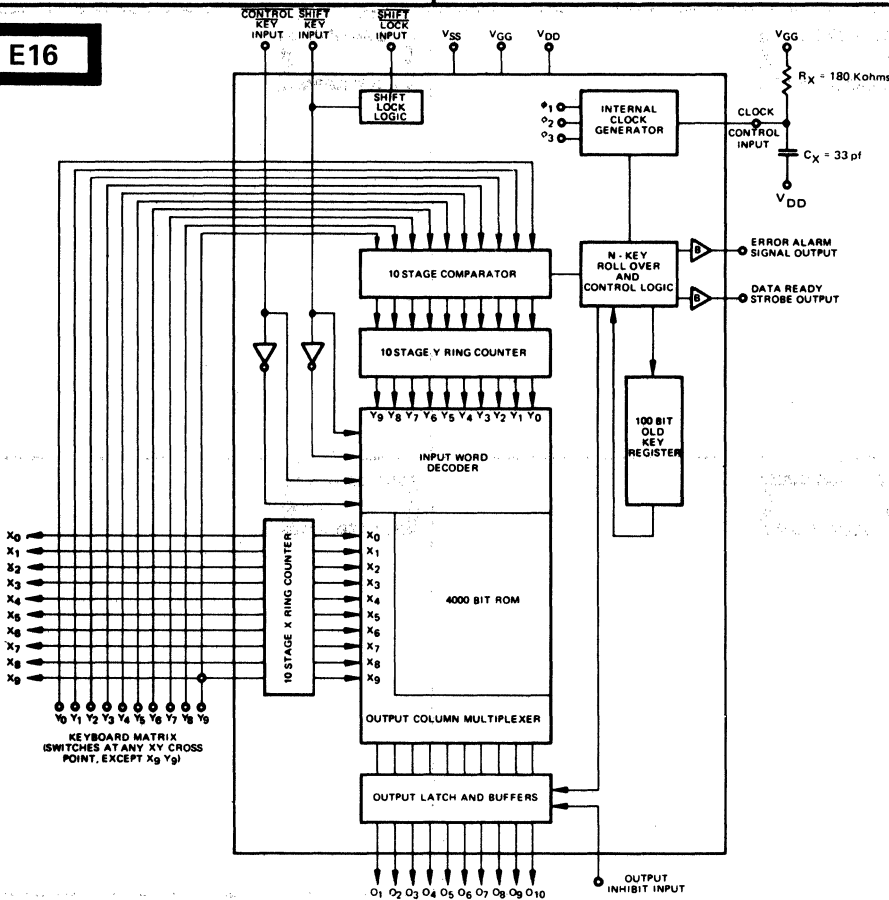 E16
CONTROL
KEY
INPUT
SHIFT
KEY
INPUT
SHIFT
LOCK
INPUT
VSS
VGG
VDD
VGG
RX = 180 Kohms
SHIFT
LOCK
LOGIC
φ1
φ2
φ3
INTERNAL
CLOCK
GENERATOR
CLOCK
CONTROL
INPUT
CX = 33 pf
VDD
10 STAGE COMPARATOR
N - KEY
ROLL OVER
AND
CONTROL LOGIC
B
ERROR ALARM
SIGNAL OUTPUT
B
DATA READY
STROBE OUTPUT
10 STAGE Y RING COUNTER
Y9 Y8 Y7 Y6 Y5 Y4 Y3 Y2 Y1 Y0
INPUT WORD
DECODER
100 BIT
OLD
KEY
REGISTER
X0
X1
X2
X3
X4
X5
X6
X7
X8
X9
10 STAGE X RING COUNTER
X0
X1
X2
X3
X4
X5
X6
X7
X8
X9
4000 BIT ROM
OUTPUT COLUMN MULTIPLEXER
Y0 Y1 Y2 Y3 Y4 Y5 Y6 Y7 Y8 Y9
KEYBOARD MATRIX
(SWITCHES AT ANY XY CROSS
POINT, EXCEPT X9 Y9)
OUTPUT LATCH AND BUFFERS
O1 O2 O3 O4 O5 O6 O7 O8 O9 O10
OUTPUT
INHIBIT INPUT